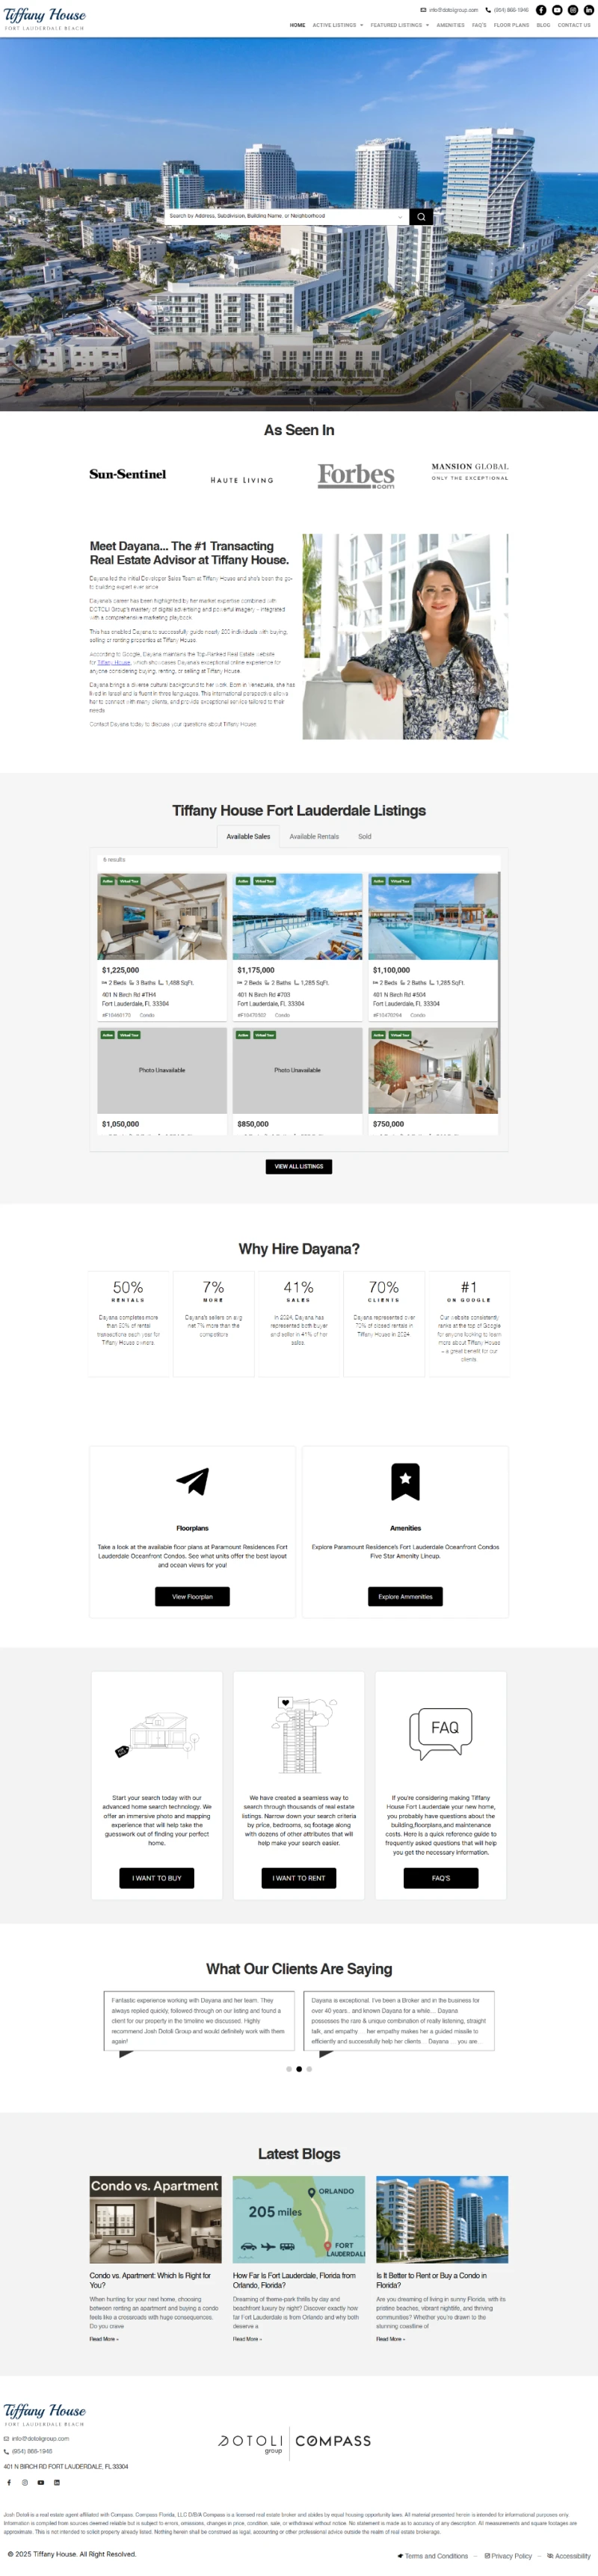 Tiffany House
FORT LAUDERDALE BEACH
info@dotoligroup.com (954) 866-1946
HOME ACTIVE LISTINGS FEATURED LISTINGS AMENITIES FAQ'S FLOOR PLANS BLOG CONTACT US
Search by Address, Subdivision, Building Name, or Neighborhood
As Seen In
Sun-Sentinel
HAUTE LIVING
Forbes
.com
MANSION GLOBAL
ONLY THE EXCEPTIONAL
Meet Dayana... The #1 Transacting
Real Estate Advisor at Tiffany House.
Dayana led the initial Developer Sales Team at Tiffany House and she's been the go-
to building expert ever since.
Dayana's career has been highlighted by her market expertise combined with
DOTOLI Group's mastery of digital advertising and powerful imagery – integrated
with a comprehensive marketing playbook.
This has enabled Dayana to successfully guide nearly 200 individuals with buying,
selling or renting properties at Tiffany House.
According to Google, Dayana maintains the Top-Ranked Real Estate website
for Tiffany House, which showcases Dayana's exceptional online experience for
anyone considering buying, renting, or selling at Tiffany House.
Dayana brings a diverse cultural background to her work. Born in Venezuela, she has
lived in Israel and is fluent in three languages. This international perspective allows
her to connect with many clients, and provide exceptional service tailored to their
needs.
Contact Dayana today to discuss your questions about Tiffany House.
Tiffany House Fort Lauderdale Listings
Available Sales Available Rentals Sold
6 results
Active Virtual Tour
Active Virtual Tour
Active Virtual Tour
$1,225,000
2 Beds 3 Baths 1,488 SqFt.
401 N Birch Rd #TH4
Fort Lauderdale, FL 33304
Condo
$1,175,000
2 Beds 2 Baths 1,285 SqFt.
401 N Birch Rd #703
Fort Lauderdale, FL 33304
Condo
$1,100,000
2 Beds 2 Baths 1,285 SqFt.
401 N Birch Rd #504
Fort Lauderdale, FL 33304
Condo
Active Virtual Tour
Photo Unavailable
$1,050,000
Active Virtual Tour
Photo Unavailable
$850,000
Active Virtual Tour
$750,000
VIEW ALL LISTINGS
Why Hire Dayana?
50%
RENTALS
Dayana completes more
than 50% of rental
transactions each year for
Tiffany House owners.
7%
MORE
Dayana's sellers on avg
net 7% more than the
competitors
41%
SALES
In 2024, Dayana has
represented both buyer
and seller in 41% of her
sales.
70%
CLIENTS
Dayana represented over
70% of closed rentals in
Tiffany House in 2024
#1
ON GOOGLE
Our website consistently
ranks at the top of Google
for anyone looking to learn
more about Tiffany House
– a great benefit for our
clients.
Floorplans
Take a look at the available floor plans at Paramount Residences Fort
Lauderdale Oceanfront Condos. See what units offer the best layout
and ocean views for you!
View Floorplan
Amenities
Explore Paramount Residence's Fort Lauderdale Oceanfront Condos
Five Star Amenity Lineup.
Explore Ammenities
Start your search today with our
advanced home search technology. We
offer an immersive photo and mapping
experience that will help take the
guesswork out of finding your perfect
home.
I WANT TO BUY
We have created a seamless way to
search through thousands of real estate
listings. Narrow down your search criteria
by price, bedrooms, sq footage along
with dozens of other attributes that will
help make your search easier.
I WANT TO RENT
FAQ
If you're considering making Tiffany
House Fort Lauderdale your new home,
you probably have questions about the
building,floorplans,and maintenance
costs. Here is a quick reference guide to
frequently asked questions that will help
you get the necessary information.
FAQ'S
What Our Clients Are Saying
Fantastic experience working with Dayana and her team. They
always replied quickly, followed through on our listing and found a
client for our property in the timeline we discussed. Highly
recommend Josh Dotoli Group and would definitely work with them
again!
Dayana is exceptional. I've been a Broker and in the business for
over 40 years.. and known Dayana for a while... Dayana
possesses the rare & unique combination of really listening, straight
talk, and empathy . . her empathy makes her a guided missile to
efficiently and successfully help her clients. Dayana ... you are...
Latest Blogs
Condo vs. Apartment
ORLANDO
205 miles
FORT
LAUDERDALE
Condo vs. Apartment: Which Is Right for
You?
When hunting for your next home, choosing
between renting an apartment and buying a condo
feels like a crossroads with huge consequences.
Do you crave
Read More »
How Far Is Fort Lauderdale, Florida from
Orlando, Florida?
Dreaming of theme-park thrills by day and
beachfront luxury by night? Discover exactly how
far Fort Lauderdale is from Orlando and why both
deserve a
Read More »
Is It Better to Rent or Buy a Condo in
Florida?
Are you dreaming of living in sunny Florida, with its
pristine beaches, vibrant nightlife, and thriving
communities? Whether you're drawn to the
stunning coastline of
Read More »
Tiffany House
FORT LAUDERDALE BEACH
info@dotoligroup.com
(954) 866-1946
401 N BIRCH RD FORT LAUDERDALE, FL 33304
DOTOLI
group
COMPASS
Josh Dotoli is a real estate agent affiliated with Compass. Compass Florida, LLC D/B/A Compass is a licensed real estate broker and abides by equal housing opportunity laws. All material presented herein is intended for informational purposes only.
Information is compiled from sources deemed reliable but is subject to errors, omissions, changes in price, condition, sale, or withdrawal without notice. No statement is made as to accuracy of any description. All measurements and square footages are
approximate. This is not intended to solicit property already listed. Nothing herein shall be construed as legal, accounting or other professional advice outside the realm of real estate brokerage.
© 2025 Tiffany House. All Right Resolved.
Terms and Conditions – Privacy Policy – Accessibility